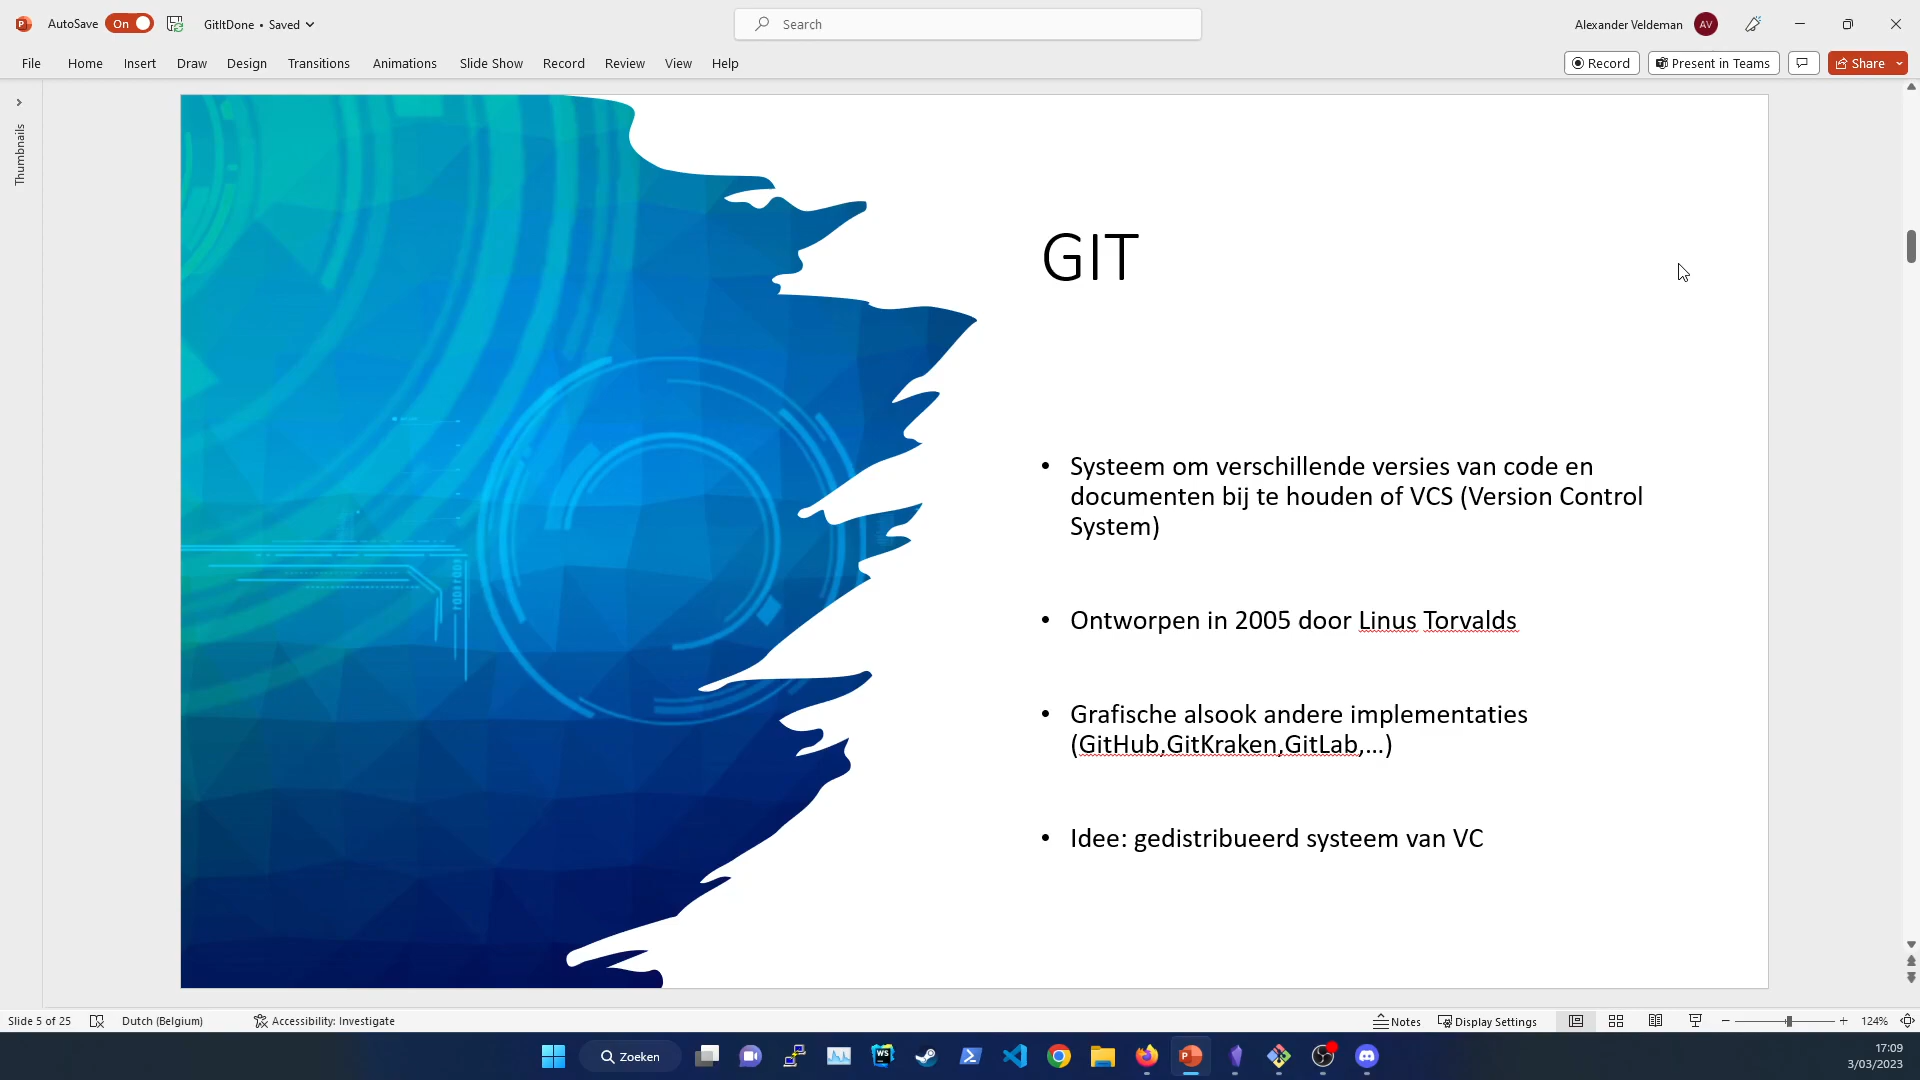 AutoSave On GitItDone • Saved Search Alexander Veldeman AV
File Home Insert Draw Design Transitions Animations Slide Show Record Review View Help Record Present in Teams Share
Thumbnails
GIT
• Systeem om verschillende versies van code en
documenten bij te houden of VCS (Version Control
System)
• Ontworpen in 2005 door Linus Torvalds
• Grafische alsook andere implementaties
(GitHub,GitKraken,GitLab,...)
• Idee: gedistribueerd systeem van VC
Slide 5 of 25 Dutch (Belgium) Accessibility: Investigate Notes Display Settings 124%
Zoeken WS
17:09
3/03/2023